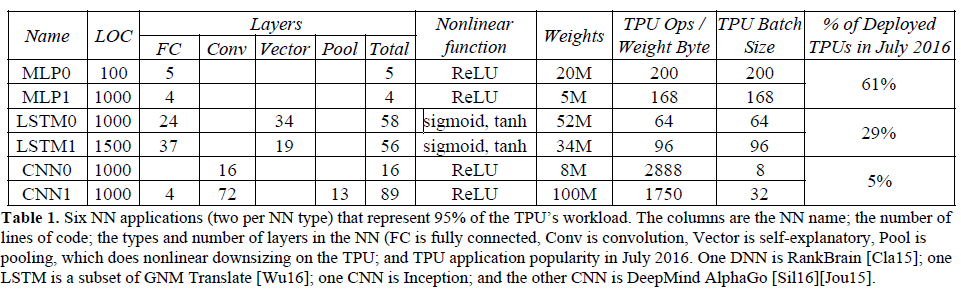 Name LOC Layers Nonlinear function Weights TPU Ops / Weight Byte TPU Batch Size % of Deployed TPUs in July 2016
FC Conv Vector Pool Total
MLP0 100 5 5 ReLU 20M 200 200 61%
MLP1 1000 4 4 ReLU 5M 168 168
LSTM0 1000 24 34 58 sigmoid, tanh 52M 64 64 29%
LSTM1 1500 37 19 56 sigmoid, tanh 34M 96 96
CNN0 1000 16 16 ReLU 8M 2888 8 5%
CNN1 1000 4 72 13 89 ReLU 100M 1750 32
Table 1. Six NN applications (two per NN type) that represent 95% of the TPU's workload. The columns are the NN name; the number of
lines of code; the types and number of layers in the NN (FC is fully connected, Conv is convolution, Vector is self-explanatory, Pool is
pooling, which does nonlinear downsizing on the TPU; and TPU application popularity in July 2016. One DNN is RankBrain [Cla15]; one
LSTM is a subset of GNM Translate [Wu16]; one CNN is Inception; and the other CNN is DeepMind AlphaGo [Sil16][Jou15].